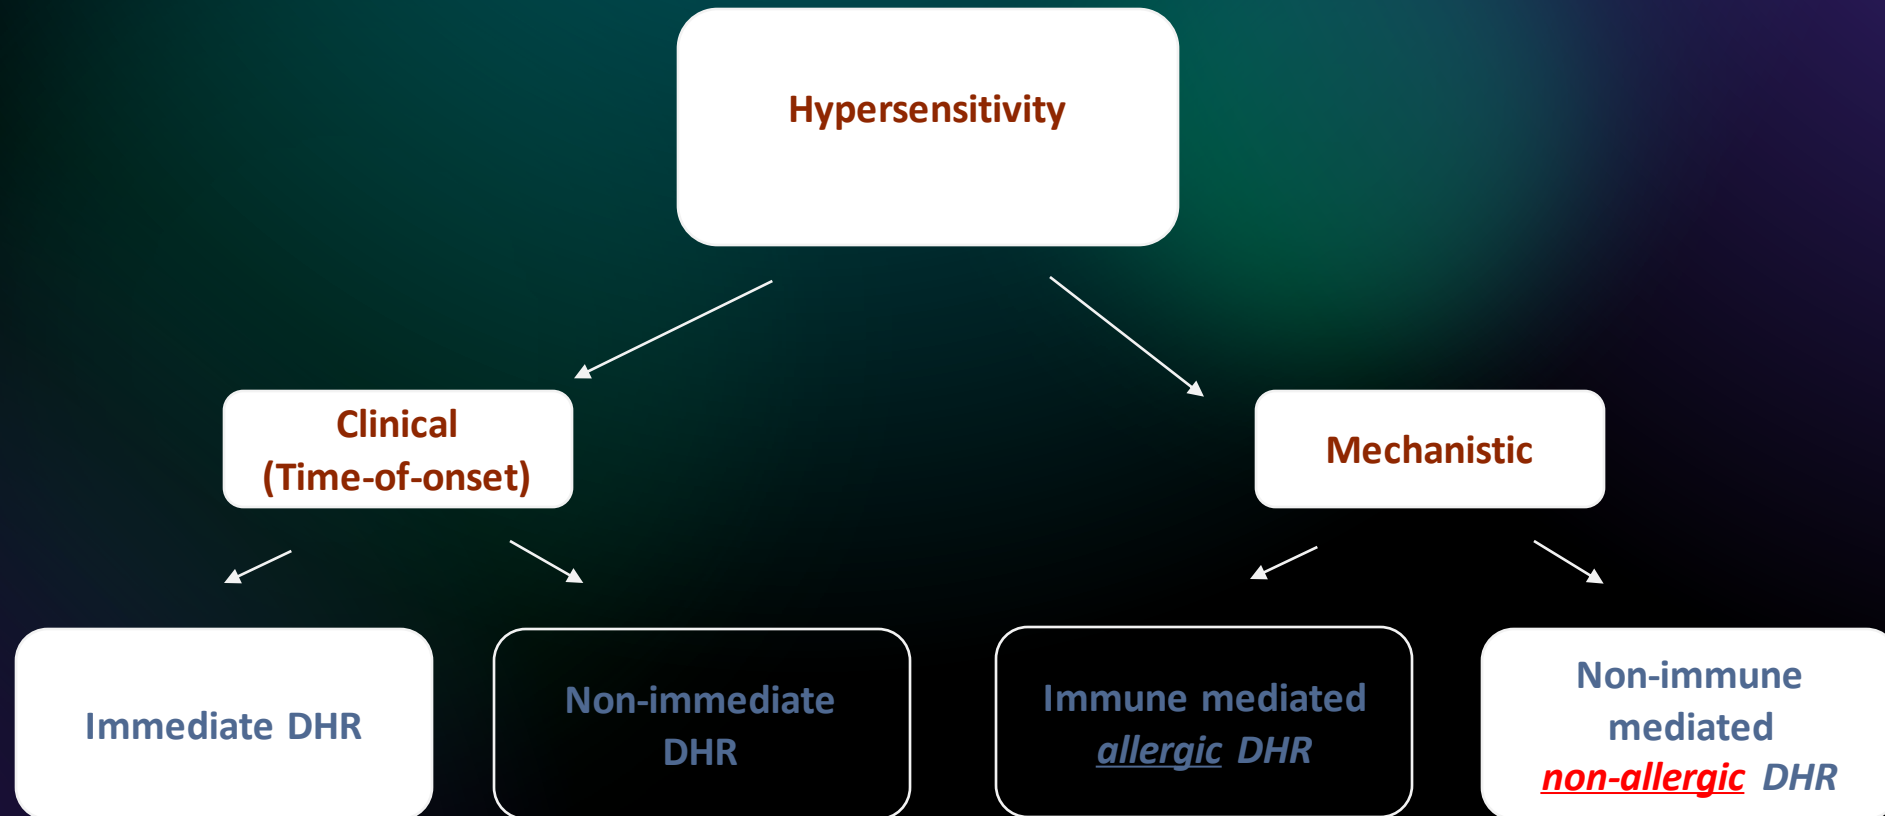 Hypersensitivity
Clinical
(Time-of-onset)
Mechanistic
Immediate DHR
Non-immediate
DHR
Immune mediated
allergic DHR
Non-immune
mediated
non-allergic DHR